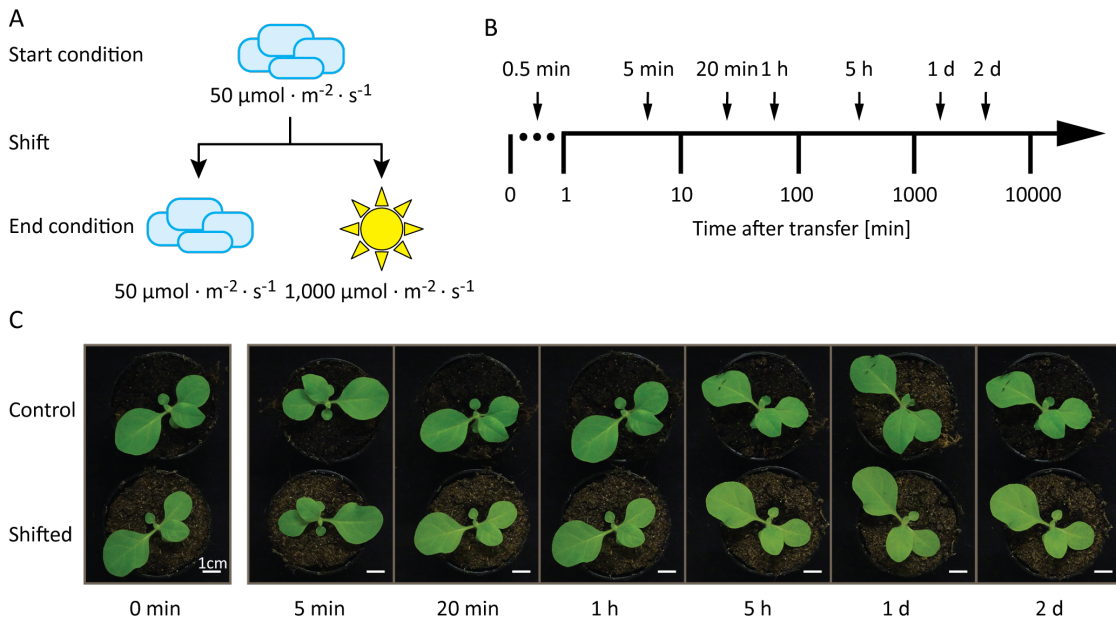 A
Start condition
50 µmol · m⁻² · s⁻¹
Shift
End condition
50 µmol · m⁻² · s⁻¹ 1,000 µmol · m⁻² · s⁻¹
B
0.5 min 5 min 20 min 1 h 5 h 1 d 2 d
0 1 10 100 1000 10000
Time after transfer [min]
C
Control
Shifted
1cm
0 min 5 min 20 min 1 h 5 h 1 d 2 d